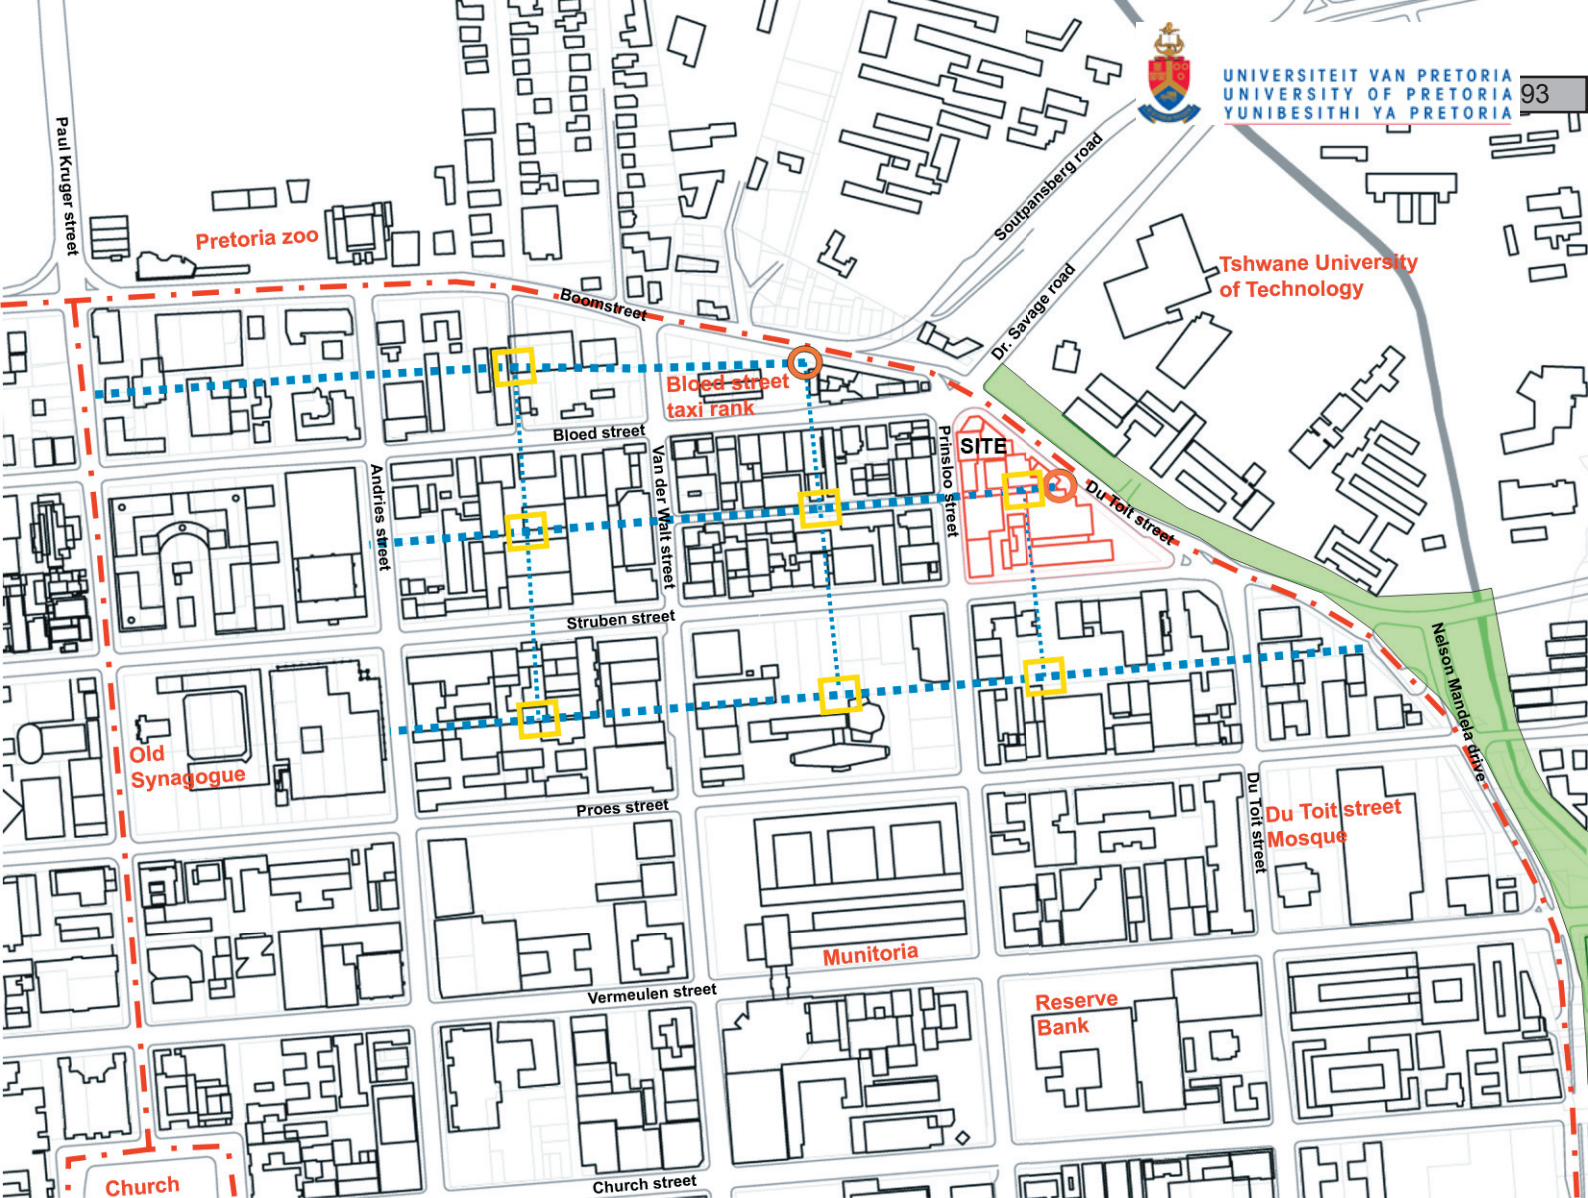 UNIVERSITEIT VAN PRETORIA
UNIVERSITY OF PRETORIA
YUNIBESITHI YA PRETORIA
93
Paul Kruger street
Pretoria zoo
Soutpansberg road
Dr. Savage road
Tshwane University
of Technology
Boomstreet
Bloed street
taxi rank
Bloed street
Andries street
Van der Walt street
Prinsloo street
SITE
Du Toit street
Struben street
Nelson Mandela drive
Old
Synagogue
Proes street
Du Toit street
Du Toit street
Mosque
Munitoria
Vermeulen street
Reserve
Bank
Church
Church street